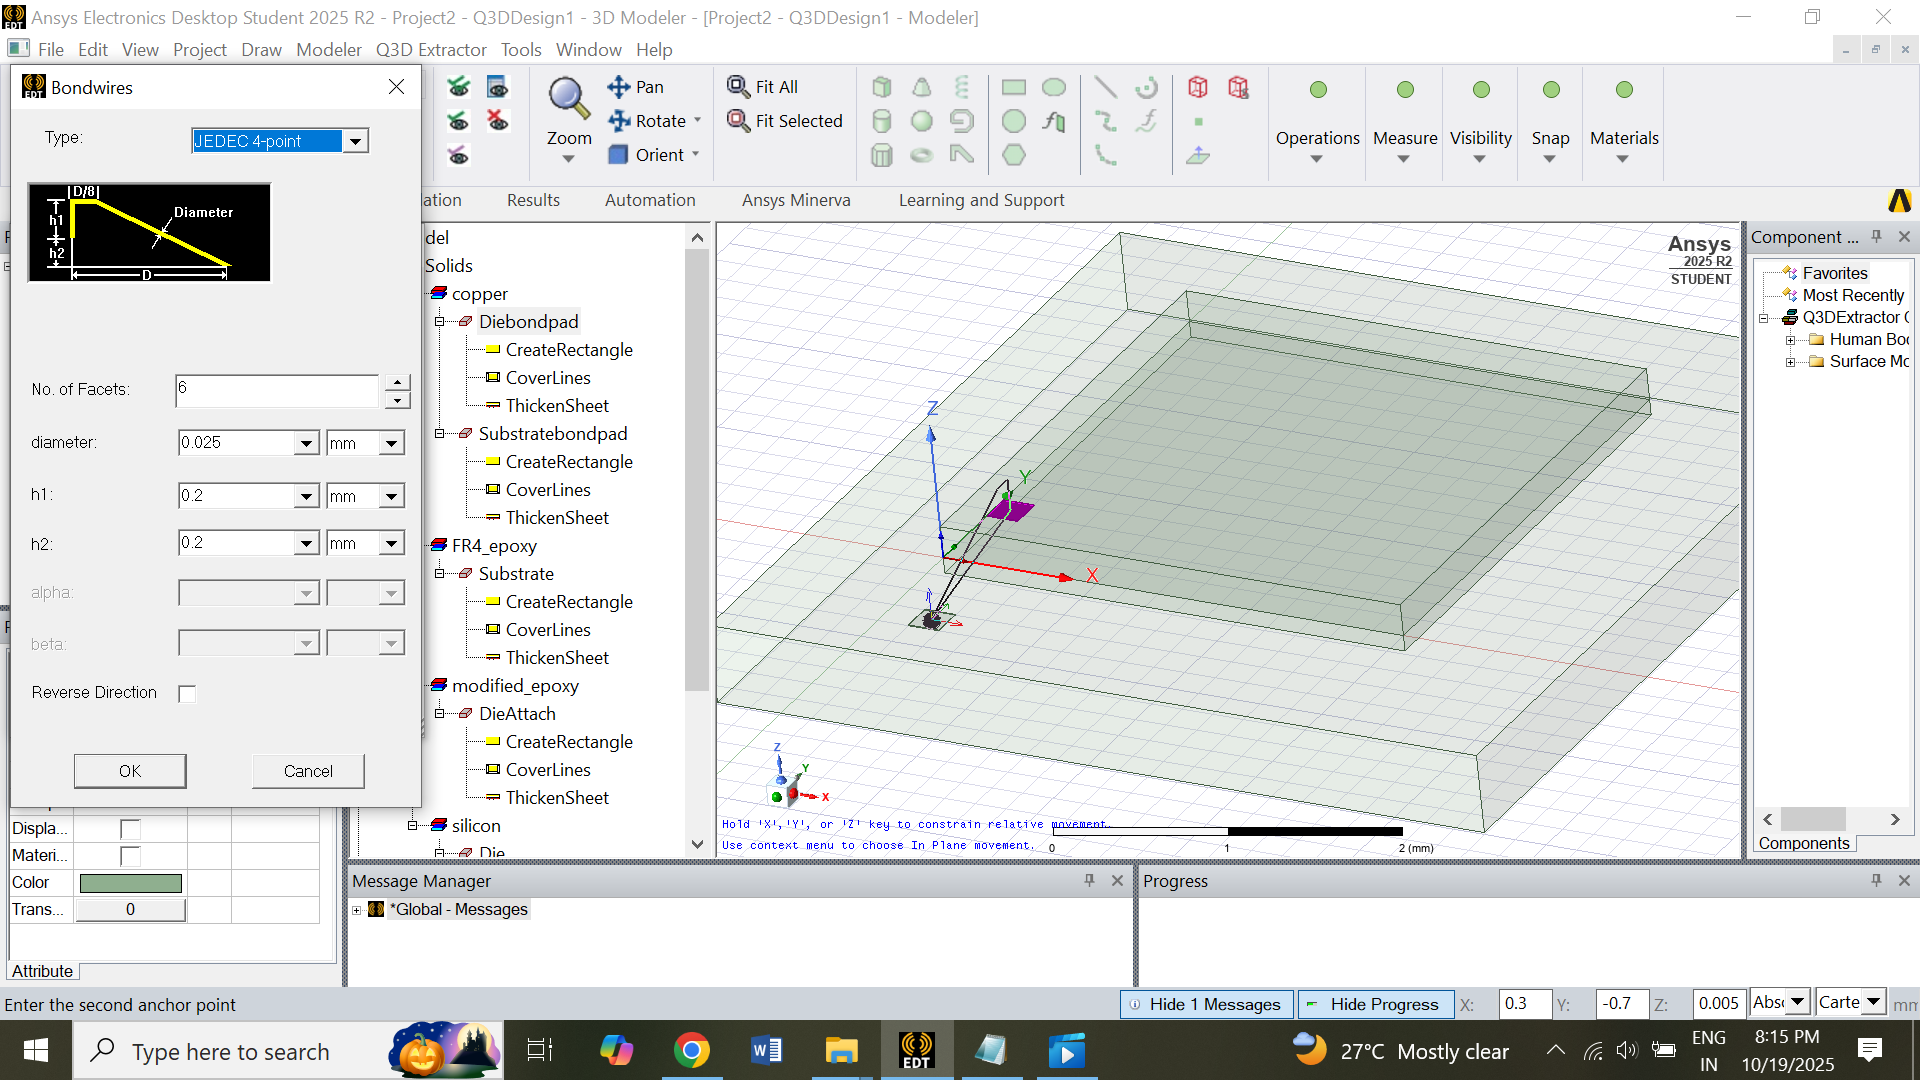 Ansys Electronics Desktop Student 2025 R2 - Project2 - Q3DDesign1 - 3D Modeler - [Project2 - Q3DDesign1 - Modeler]
File Edit View Project Draw Modeler Q3D Extractor Tools Window Help
Bondwires
Type:
JEDEC 4-point
D/8
h1
h2
Diameter
D
No. of Facets:
6
diameter:
0.025
mm
h1:
0.2
mm
h2:
0.2
mm
alpha:
beta:
Reverse Direction
OK
Cancel
Displa...
Materi...
Color
Trans...
0
Attribute
Zoom
Pan
Rotate
Orient
Fit All
Fit Selected
Operations
Measure
Visibility
Snap
Materials
lation
Results
Automation
Ansys Minerva
Learning and Support
del
Solids
copper
Diebondpad
CreateRectangle
CoverLines
ThickenSheet
Substratebondpad
CreateRectangle
CoverLines
ThickenSheet
FR4_epoxy
Substrate
CreateRectangle
CoverLines
ThickenSheet
modified_epoxy
DieAttach
CreateRectangle
CoverLines
ThickenSheet
silicon
Die
Ansys
2025 R2
STUDENT
Z
Y
X
Z
Y
X
Hold 'X','Y', or 'Z' key to constrain relative movement.
Use context menu to choose In Plane movement.
0
1
2 (mm)
Component ...
Favorites
Most Recently
Q3DExtractor
Human Boc
Surface Mc
Components
Message Manager
*Global - Messages
Progress
Enter the second anchor point
Hide 1 Messages
Hide Progress
X:
0.3
Y:
-0.7
Z:
0.005
Absc
Carte
mm
Type here to search
EDT
27°C Mostly clear
ENG
IN
8:15 PM
10/19/2025